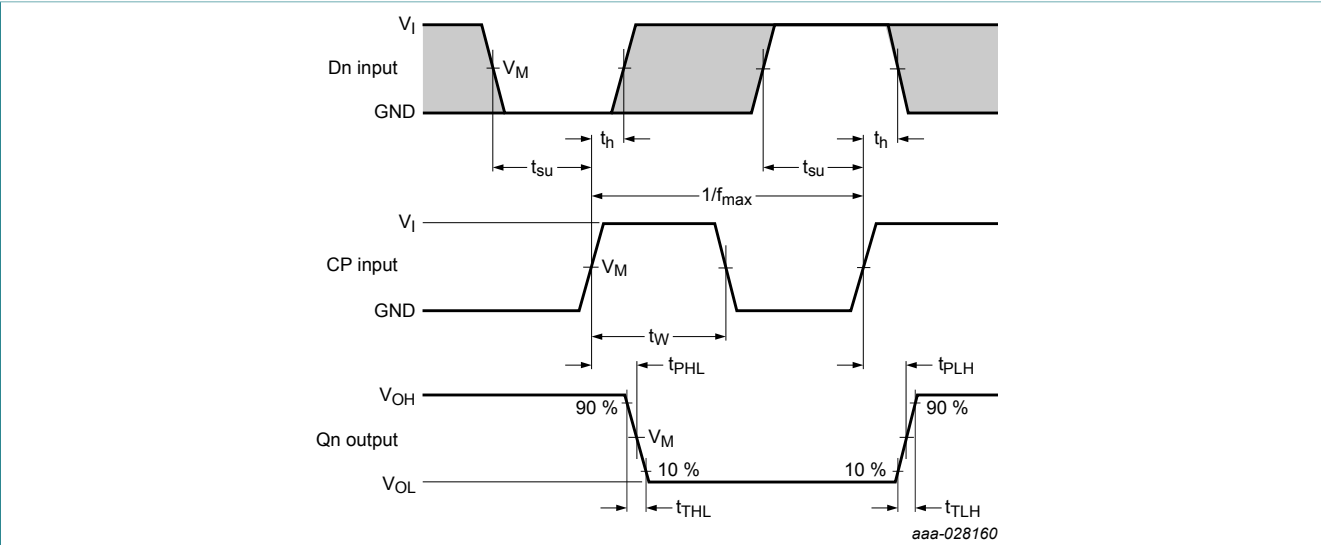 V_I
Dn input
V_M
GND
t_h
t_h
t_su
t_su
1/f_max
V_I
CP input
V_M
GND
t_W
t_PHL
t_PLH
V_OH
90 %
90 %
Qn output
V_M
10 %
10 %
V_OL
t_THL
t_TLH
aaa-028160